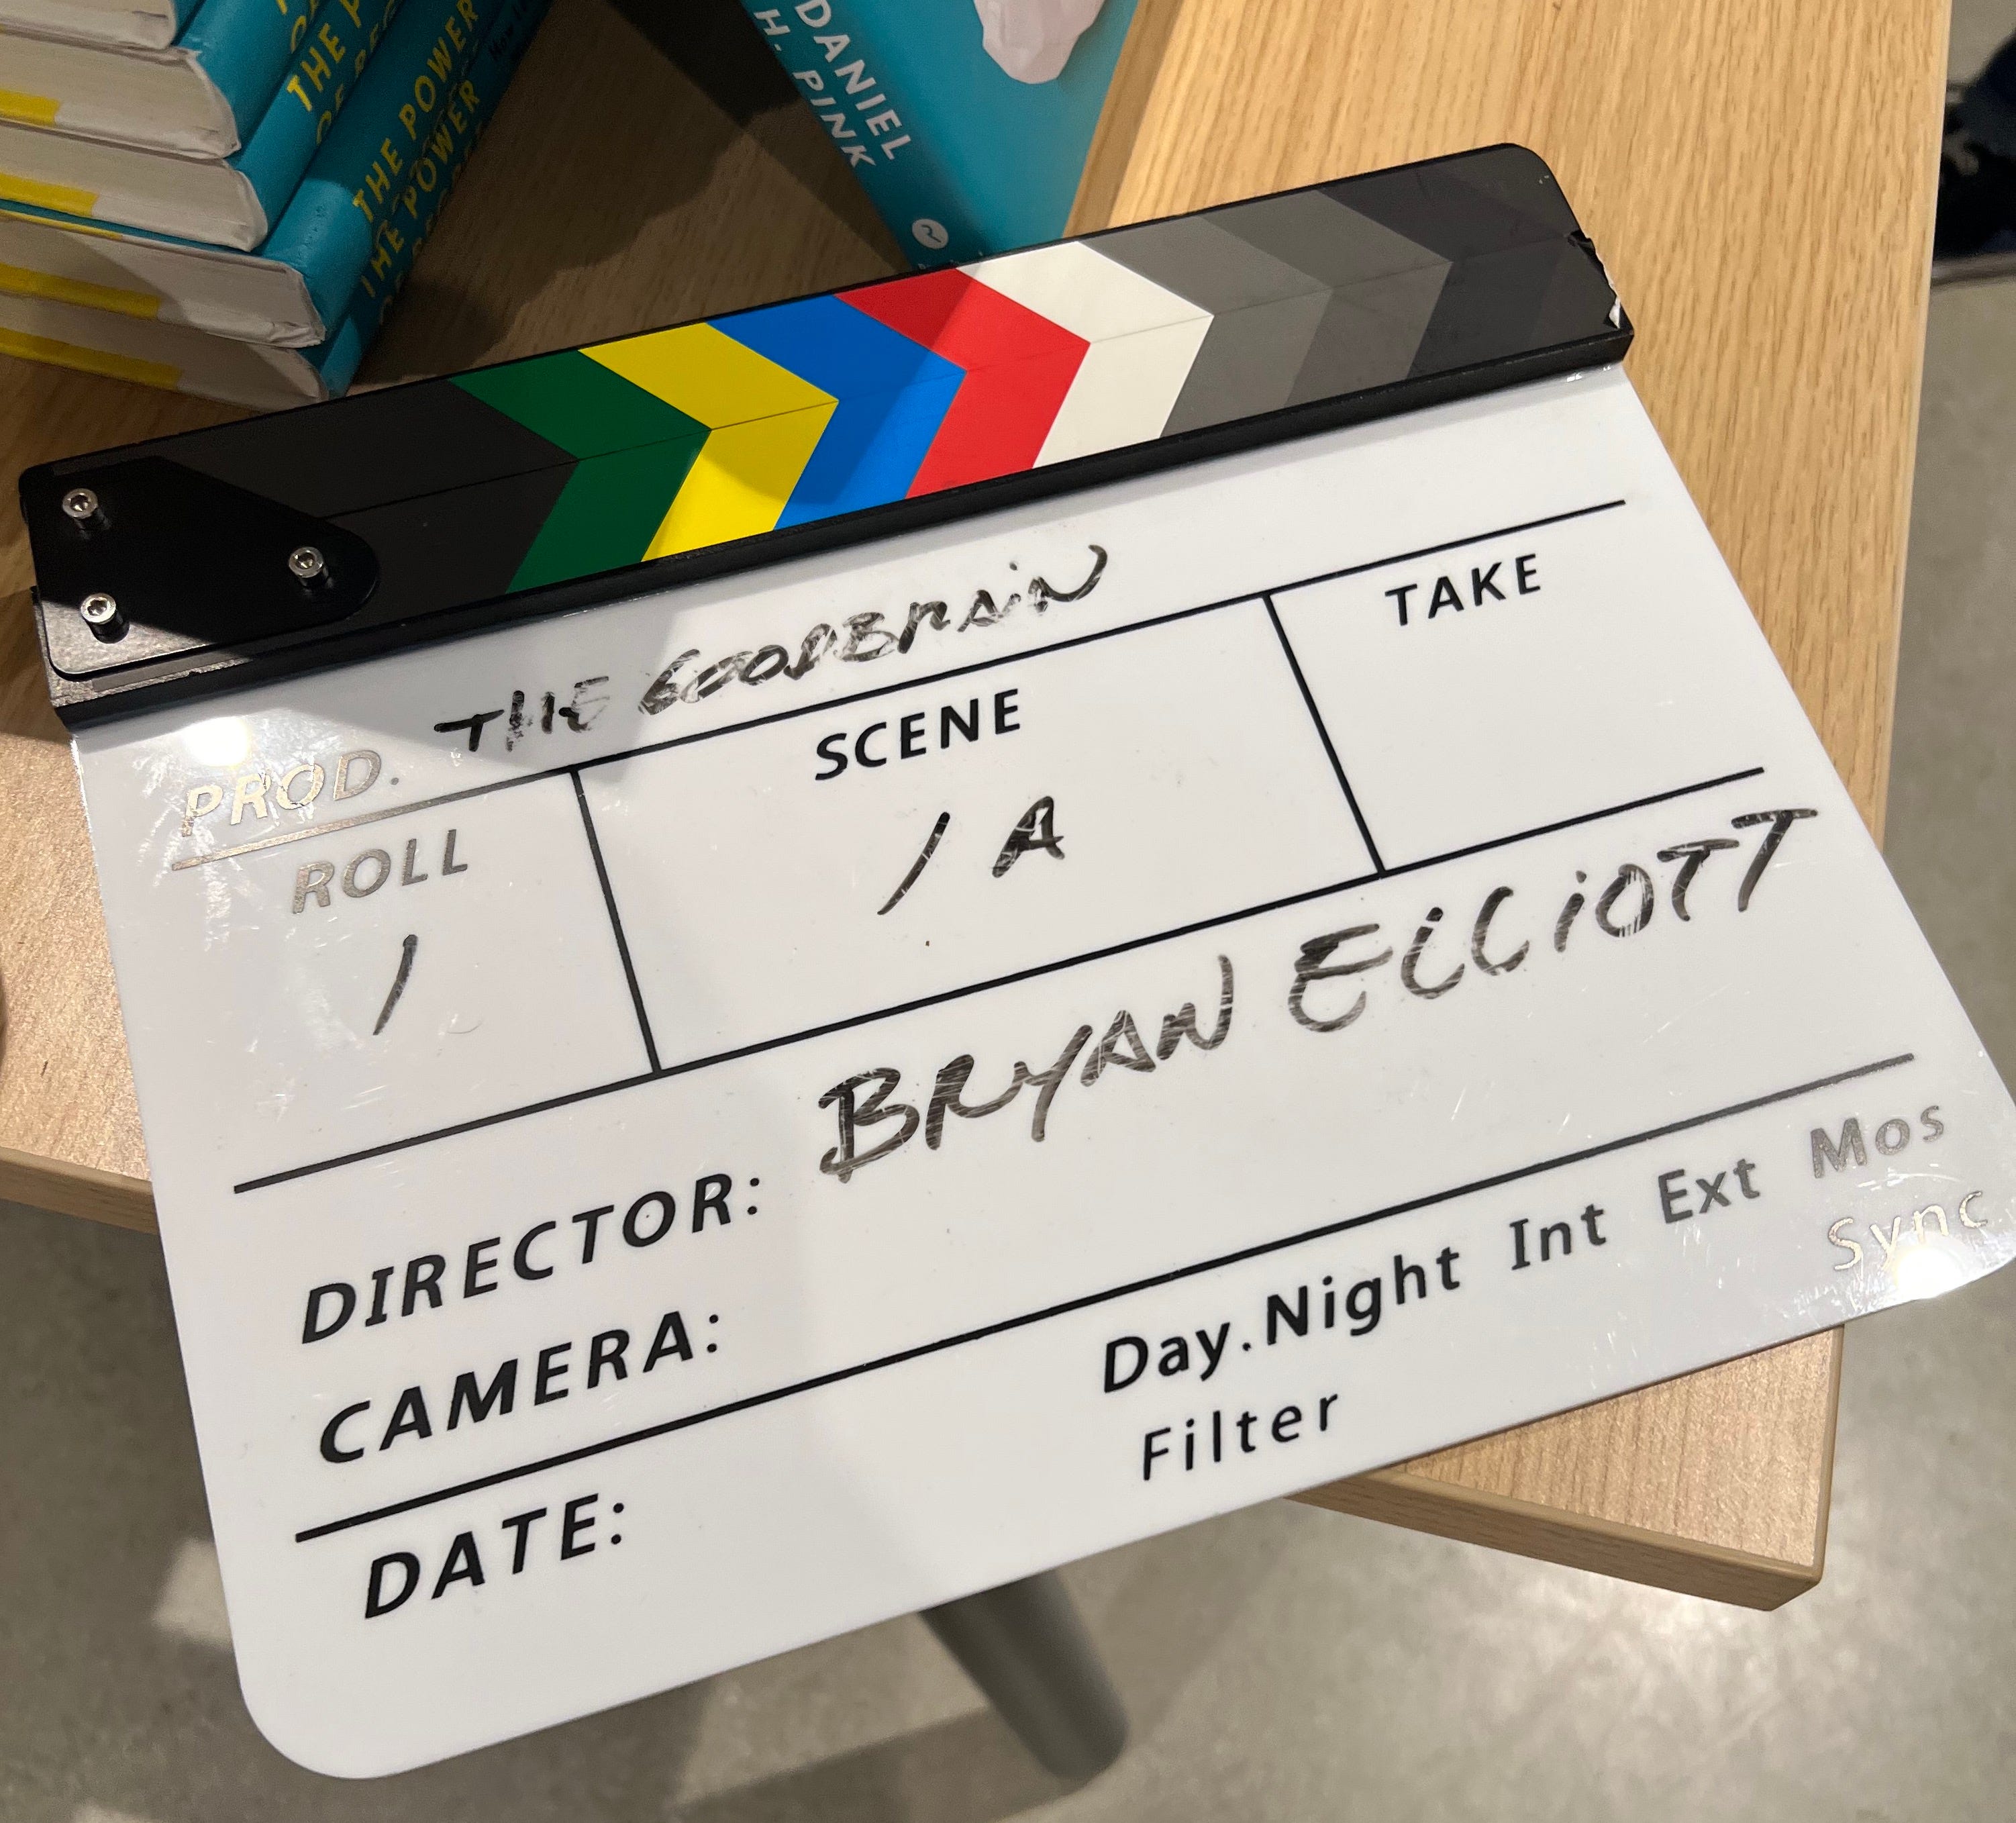 THE POWER
THE POWER
DANIEL
H. PINK
THE GOODBRAIN
PROD.
ROLL
SCENE
TAKE
1
1 A
DIRECTOR: BRYAN ELLIOTT
CAMERA:
DATE:
Day.Night Int Ext Mos
Filter
Sync